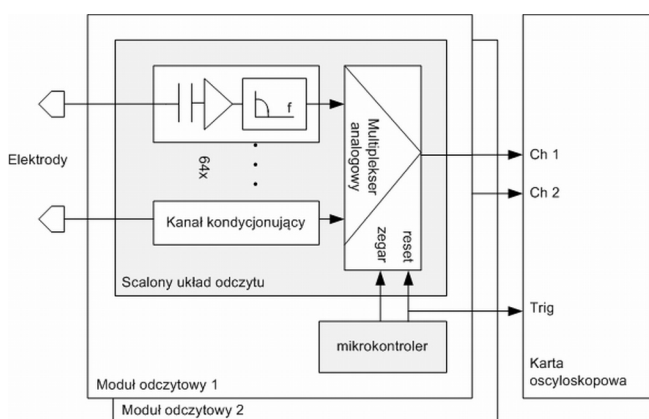 Elektrody
f
64x
Kanał kondycjonujący
Multiplekser
analogowy
zegar
reset
Scalony układ odczytu
mikrokontroler
Moduł odczytowy 1
Moduł odczytowy 2
Ch 1
Ch 2
Trig
Karta
oscyloskopowa